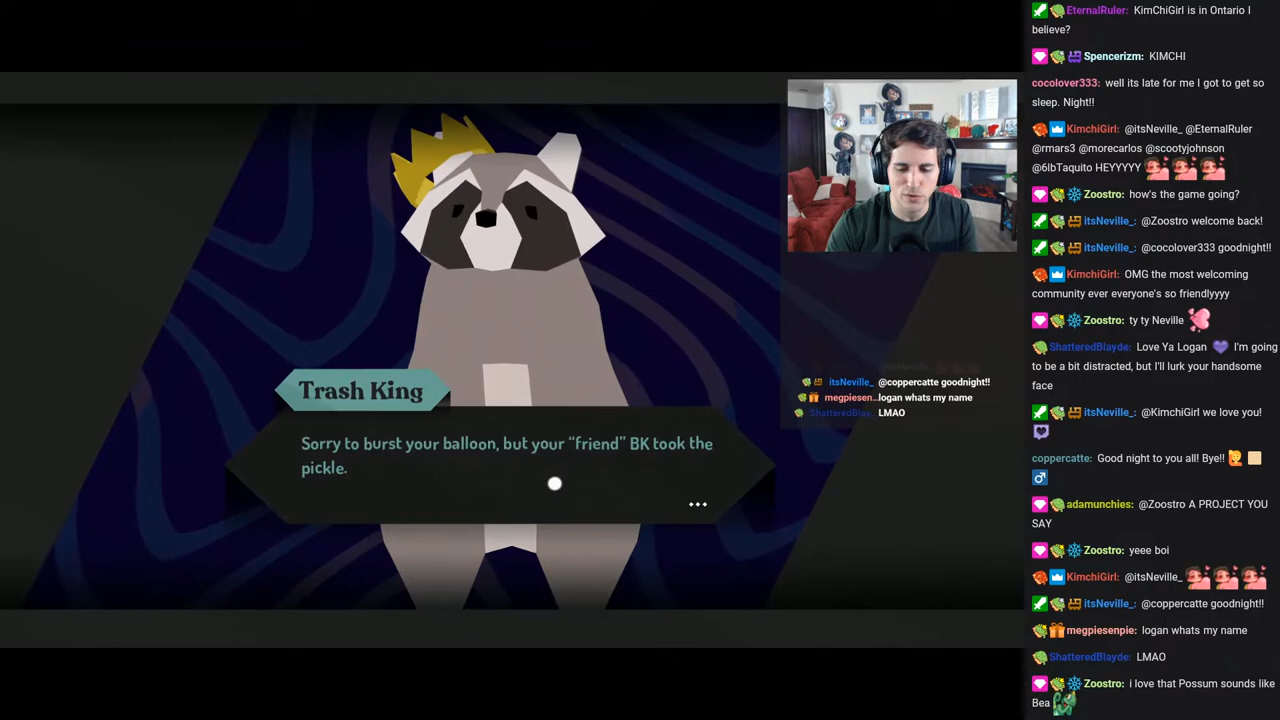 Trash King
Sorry to burst your balloon, but your “friend” BK took the
pickle.
...
itsNeville_ @coppercatte goodnight!!
megpiesen...logan whats my name
ShatteredBlay.. LMAO
EternalRuler: KimChiGirl is in Ontario I
believe?
Spencerizm: KIMCHI
cocolover333: well its late for me I got to get so
sleep. Night!!
KimchiGirl: @itsNeville_ @EternalRuler
@rmars3 @morecarlos @scootyjohnson
@6lbTaquito HEYYYYY
Zoostro: how's the game going?
itsNeville_: @Zoostro welcome back!
itsNeville_: @cocolover333 goodnight!!
KimchiGirl: OMG the most welcoming
community ever everyone's so friendlyyyy
Zoostro: ty ty Neville
ShatteredBlayde: Love Ya Logan 💜 I'm going
to be a bit distracted, but I'll lurk your handsome
face
itsNeville_: @KimchiGirl we love you!
coppercatte: Good night to you all! Bye!!
adamunchies: @Zoostro A PROJECT YOU
SAY
Zoostro: yeee boi
KimchiGirl: @itsNeville_
itsNeville_: @coppercatte goodnight!!
megpiesenpie: logan whats my name
ShatteredBlayde: LMAO
Zoostro: i love that Possum sounds like
Bea